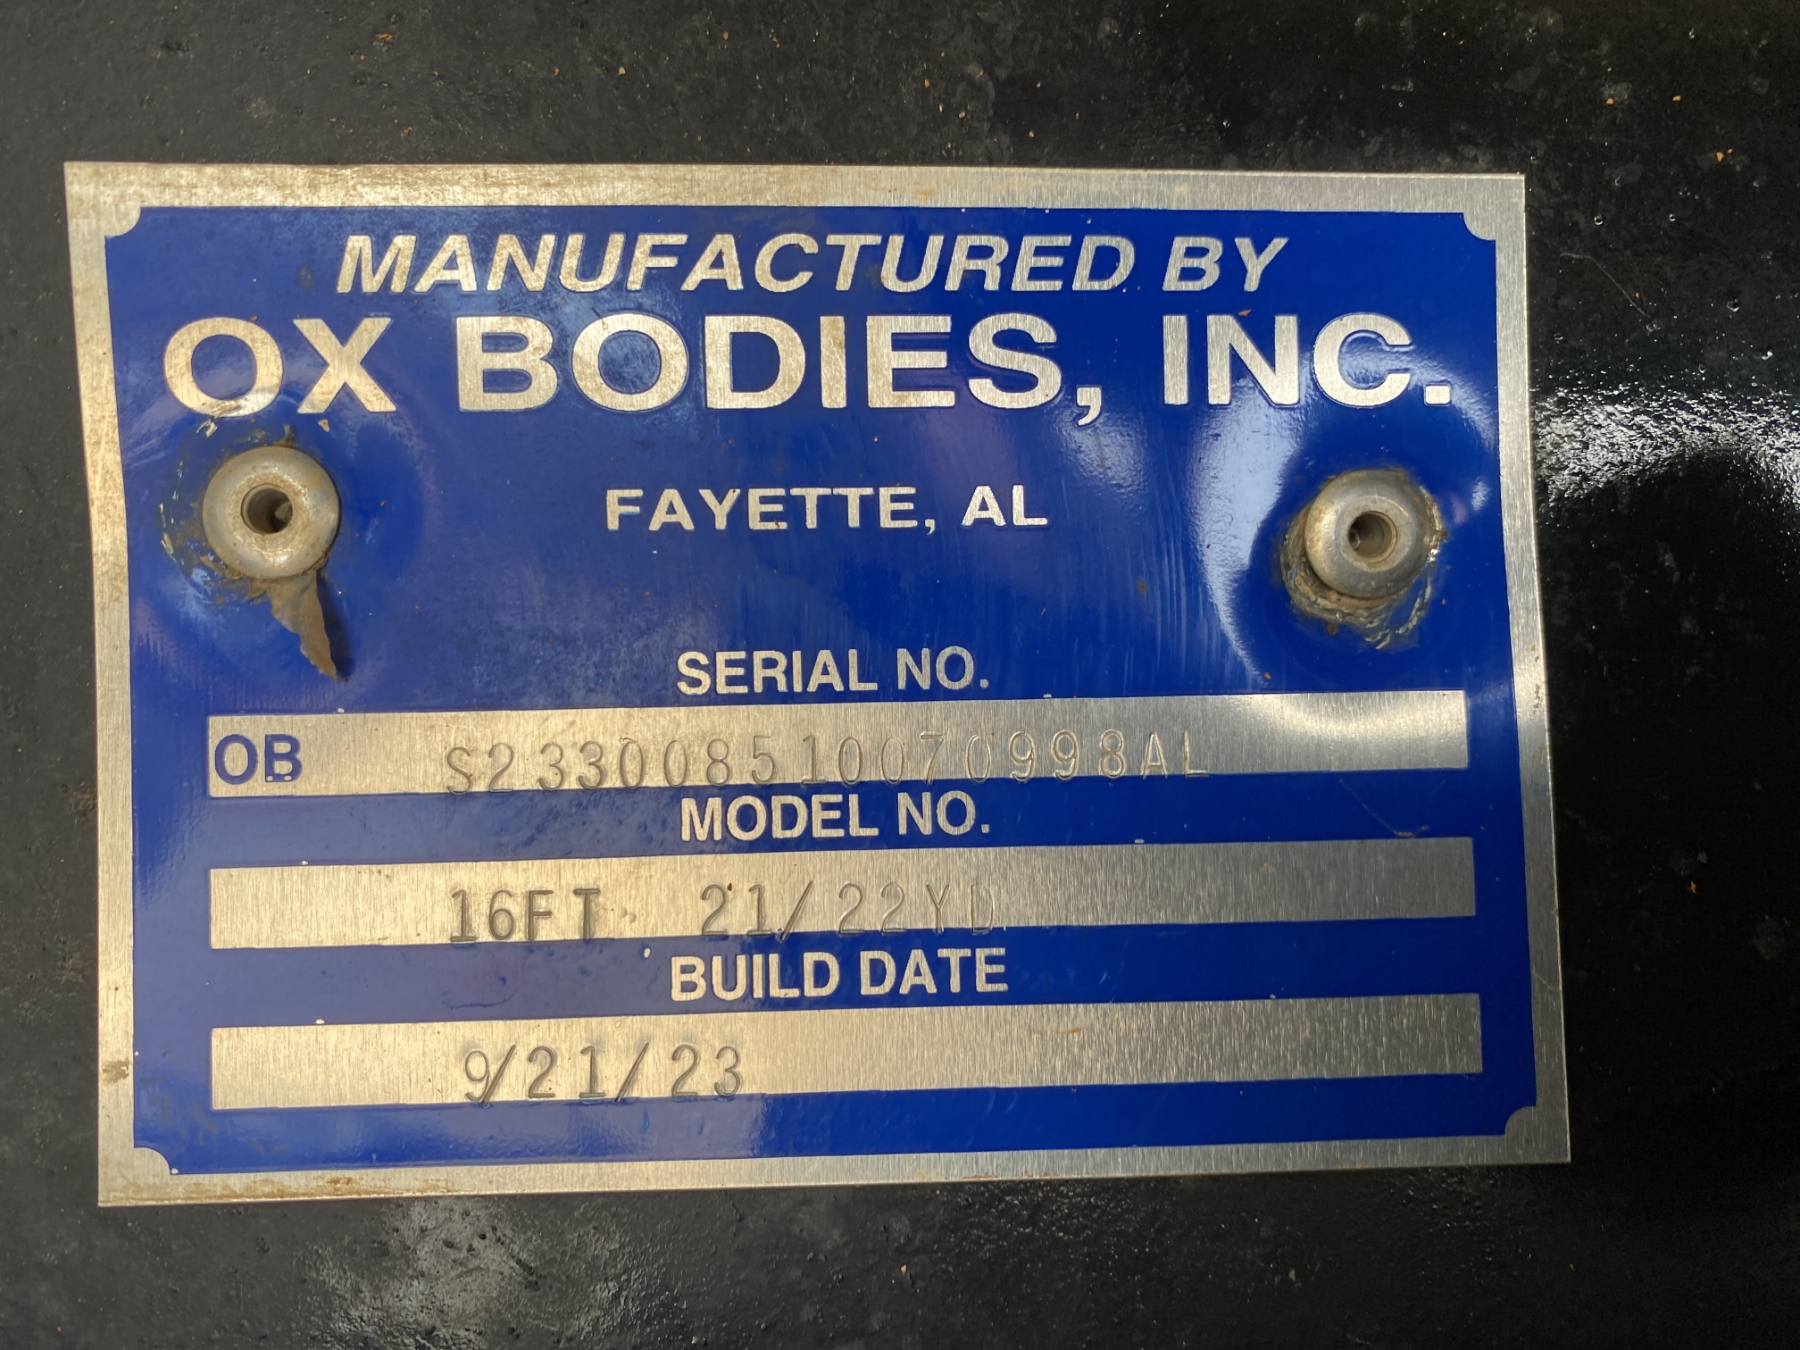 MANUFACTURED BY
OX BODIES, INC.
FAYETTE, AL
SERIAL NO.
OB S233008510070998AL
MODEL NO.
16FT 21/22YD
BUILD DATE
9/21/23